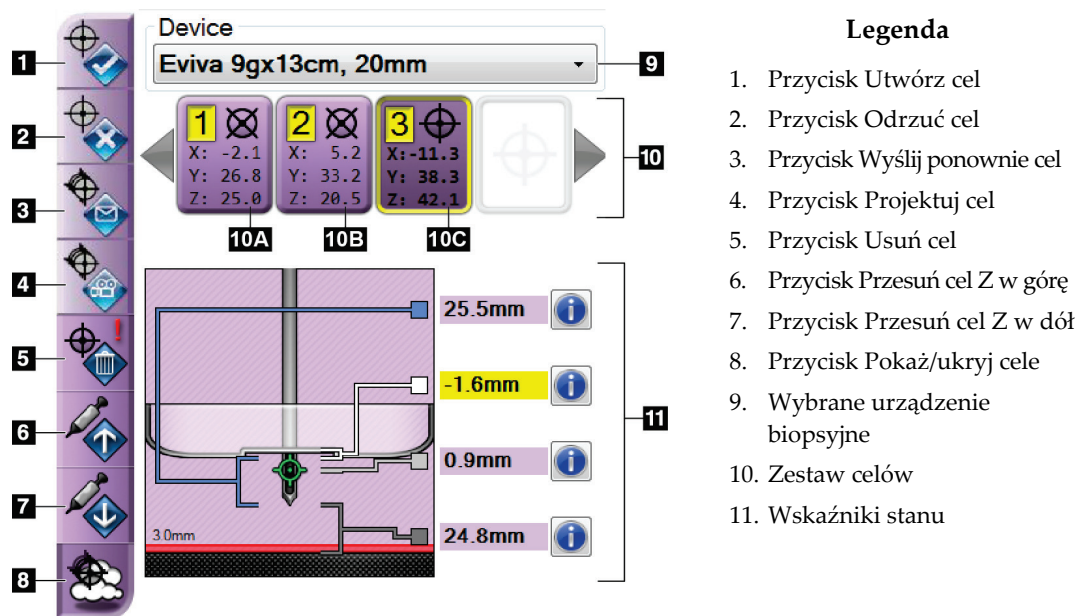 Device
1
Eviva 9gx13cm, 20mm
9
2
1
X: -2.1
Y: 26.8
Z: 25.0
2
X: 5.2
Y: 33.2
Z: 20.5
3
X:-11.3
Y: 38.3
Z: 42.1
10
10A
10B
10C
3
4
25.5mm
5
!
-1.6mm
6
11
0.9mm
7
3.0mm
24.8mm
8
Legenda
1. Przycisk Utwórz cel
2. Przycisk Odrzuć cel
3. Przycisk Wyślij ponownie cel
4. Przycisk Projektuj cel
5. Przycisk Usuń cel
6. Przycisk Przesuń cel Z w górę
7. Przycisk Przesuń cel Z w dół
8. Przycisk Pokaż/ukryj cele
9. Wybrane urządzenie
biopsyjne
10. Zestaw celów
11. Wskaźniki stanu